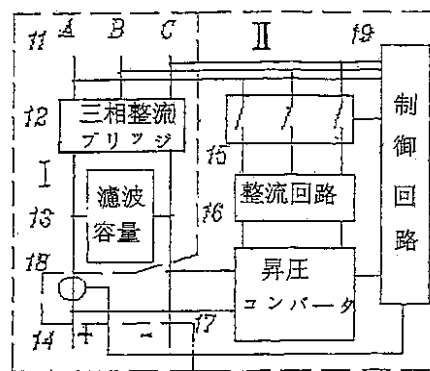 11 A B C II 19
12 三相整流
ブリッジ
I
15
13 濾波
容量
16 整流回路
18
昇圧
コンバータ
14 + - 17
制御回路